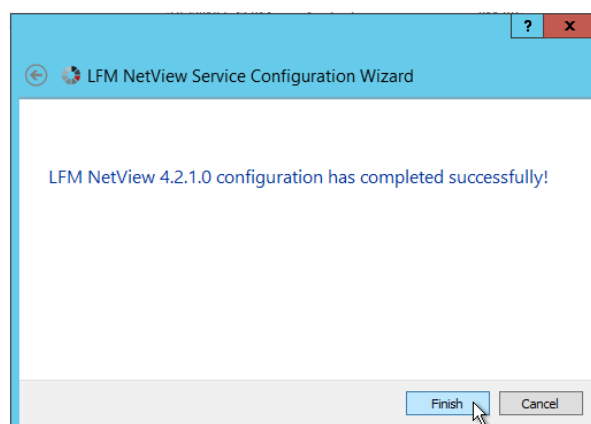 ?
x
LFM NetView Service Configuration Wizard
LFM NetView 4.2.1.0 configuration has completed successfully!
Finish
Cancel